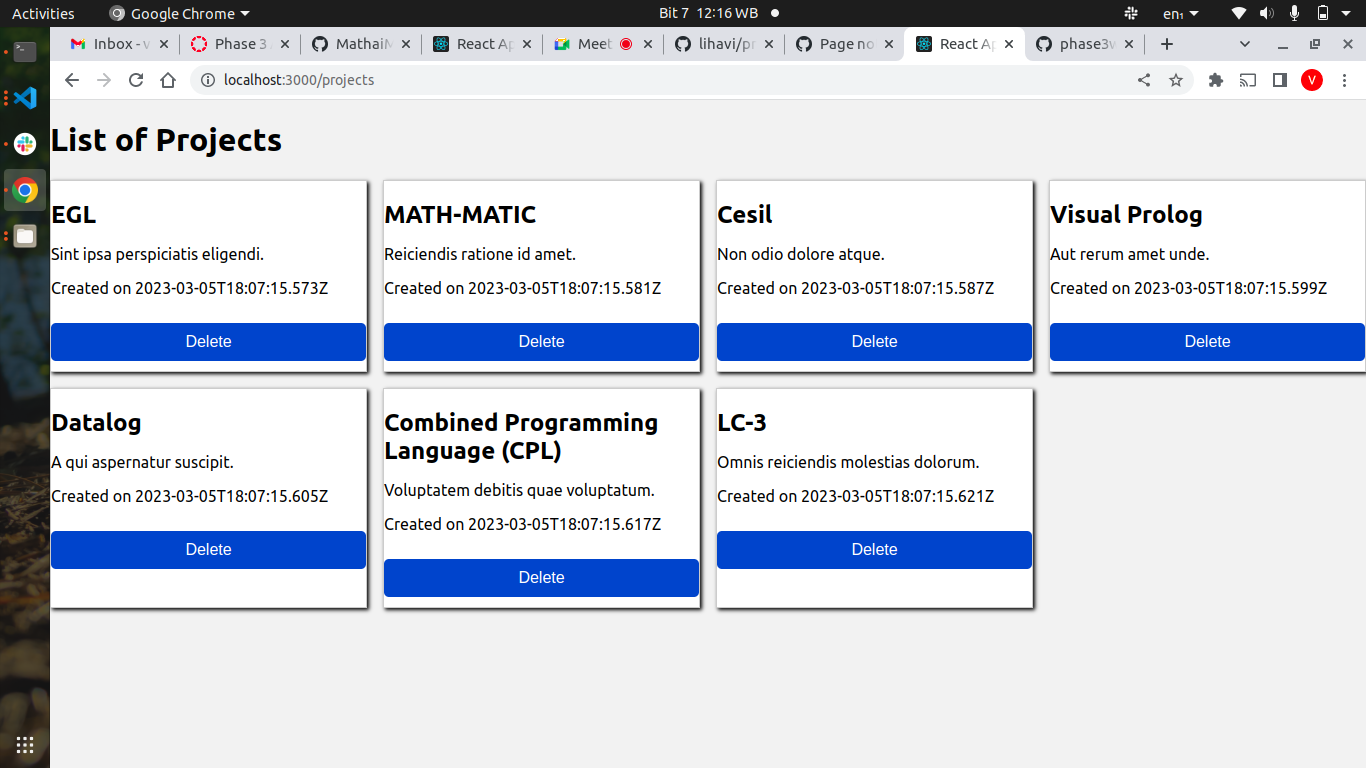 Activities
Google Chrome
Bit 7 12:16 WB
en₁
Inbox - v
Phase 3
MathaiM
React Ap
Meet
lihavi/pr
Page no
React Ap
phase3w
localhost:3000/projects
V
List of Projects
EGL
Sint ipsa perspiciatis eligendi.
Created on 2023-03-05T18:07:15.573Z
Delete
MATH-MATIC
Reiciendis ratione id amet.
Created on 2023-03-05T18:07:15.581Z
Delete
Cesil
Non odio dolore atque.
Created on 2023-03-05T18:07:15.587Z
Delete
Visual Prolog
Aut rerum amet unde.
Created on 2023-03-05T18:07:15.599Z
Delete
Datalog
A qui aspernatur suscipit.
Created on 2023-03-05T18:07:15.605Z
Delete
Combined Programming
Language (CPL)
Voluptatem debitis quae voluptatum.
Created on 2023-03-05T18:07:15.617Z
Delete
LC-3
Omnis reiciendis molestias dolorum.
Created on 2023-03-05T18:07:15.621Z
Delete